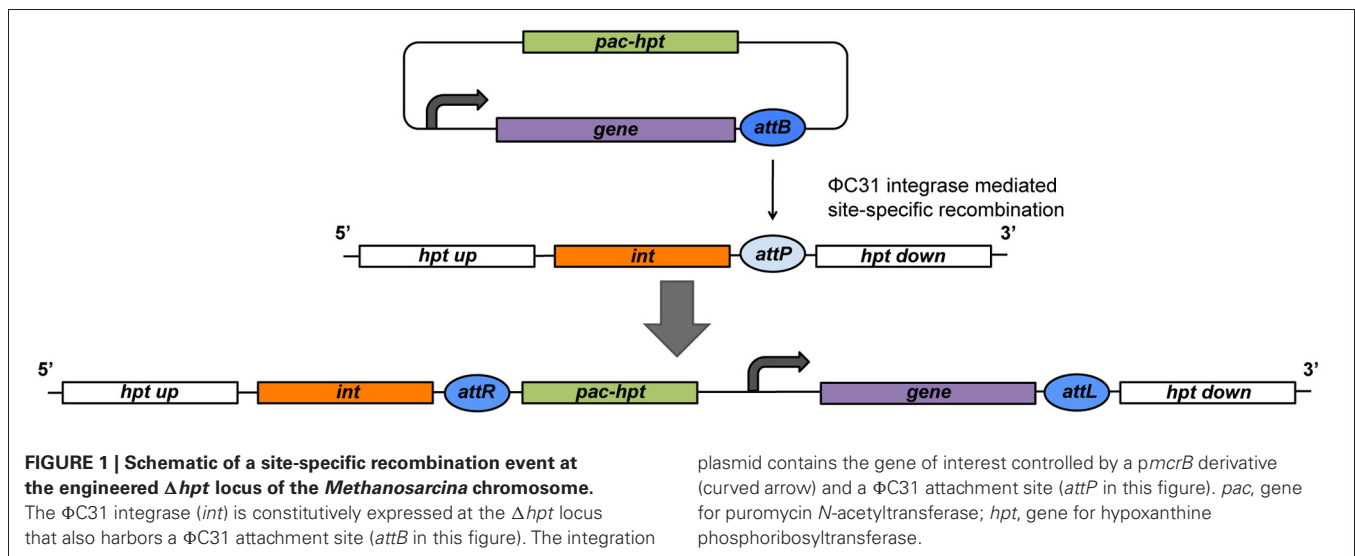 pac-hpt
gene
attB
ΦC31 integrase mediated
site-specific recombination
5’
3’
hpt up
int
attP
hpt down
5’
3’
hpt up
int
attR
pac-hpt
gene
attL
hpt down
FIGURE 1 | Schematic of a site-specific recombination event at
the engineered Δhpt locus of the Methanosarcina chromosome.
The ΦC31 integrase (int) is constitutively expressed at the Δhpt locus
that also harbors a ΦC31 attachment site (attB in this figure). The integration
plasmid contains the gene of interest controlled by a pmcrB derivative
(curved arrow) and a ΦC31 attachment site (attP in this figure). pac, gene
for puromycin N-acetyltransferase; hpt, gene for hypoxanthine
phosphoribosyltransferase.